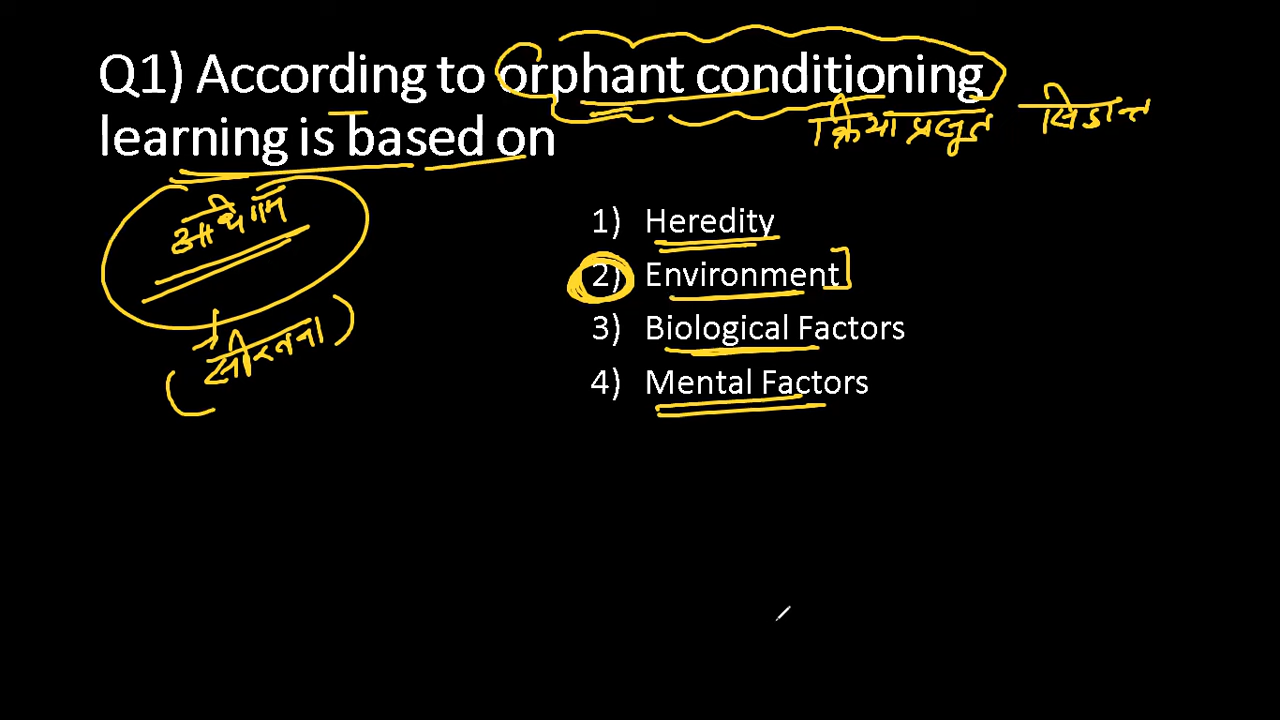 Q1) According to orphant conditioning
learning is based on
क्रिया प्रसूत सिद्धान्त
अधिगम
(सीखना)
1) Heredity
2) Environment]
3) Biological Factors
4) Mental Factors